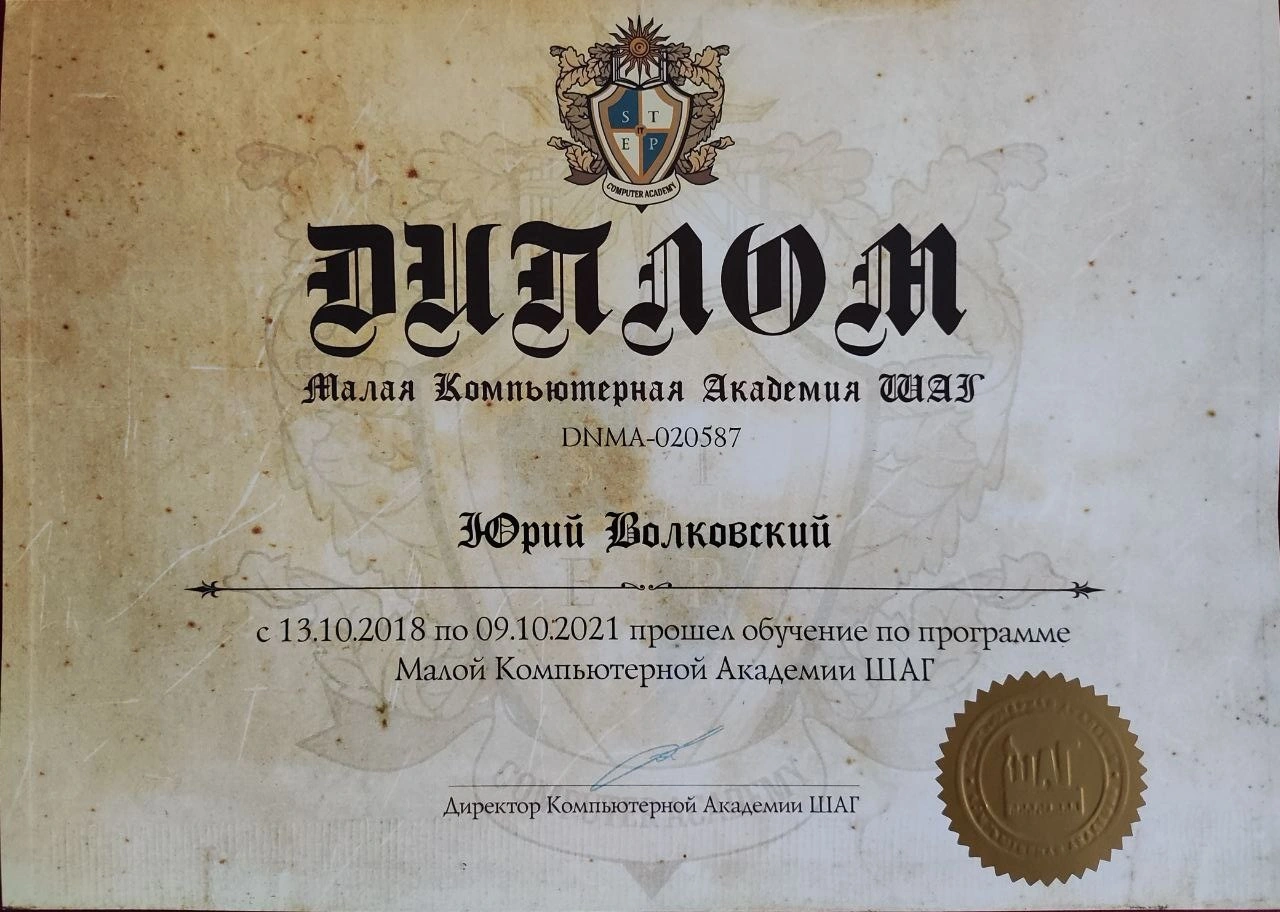 S T
IT
E P
COMPUTER ACADEMY
ДИПЛОМ
Малая Компьютерная Академия ШАГ
DNMA-020587
Юрий Волковский
с 13.10.2018 по 09.10.2021 прошел обучение по программе
Малой Компьютерной Академии ШАГ
Директор Компьютерной Академии ШАГ
ШАГ